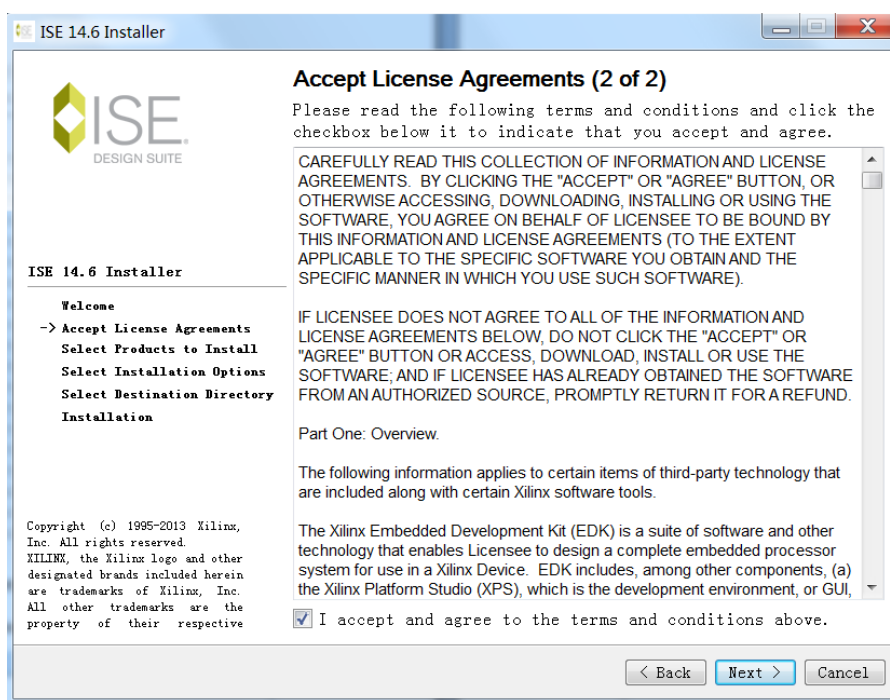 ISE 14.6 Installer
ISE
DESIGN SUITE
ISE 14.6 Installer
Welcome
-> Accept License Agreements
Select Products to Install
Select Installation Options
Select Destination Directory
Installation
Copyright (c) 1995-2013 Xilinx,
Inc. All rights reserved.
XILINX, the Xilinx logo and other
designated brands included herein
are trademarks of Xilinx, Inc.
All other trademarks are the
property of their respective
Accept License Agreements (2 of 2)
Please read the following terms and conditions and click the
checkbox below it to indicate that you accept and agree.
CAREFULLY READ THIS COLLECTION OF INFORMATION AND LICENSE
AGREEMENTS. BY CLICKING THE "ACCEPT" OR "AGREE" BUTTON, OR
OTHERWISE ACCESSING, DOWNLOADING, INSTALLING OR USING THE
SOFTWARE, YOU AGREE ON BEHALF OF LICENSEE TO BE BOUND BY
THIS INFORMATION AND LICENSE AGREEMENTS (TO THE EXTENT
APPLICABLE TO THE SPECIFIC SOFTWARE YOU OBTAIN AND THE
SPECIFIC MANNER IN WHICH YOU USE SUCH SOFTWARE).
IF LICENSEE DOES NOT AGREE TO ALL OF THE INFORMATION AND
LICENSE AGREEMENTS BELOW, DO NOT CLICK THE "ACCEPT" OR
"AGREE" BUTTON OR ACCESS, DOWNLOAD, INSTALL OR USE THE
SOFTWARE; AND IF LICENSEE HAS ALREADY OBTAINED THE SOFTWARE
FROM AN AUTHORIZED SOURCE, PROMPTLY RETURN IT FOR A REFUND.
Part One: Overview.
The following information applies to certain items of third-party technology that
are included along with certain Xilinx software tools.
The Xilinx Embedded Development Kit (EDK) is a suite of software and other
technology that enables Licensee to design a complete embedded processor
system for use in a Xilinx Device. EDK includes, among other components, (a)
the Xilinx Platform Studio (XPS), which is the development environment, or GUI,
I accept and agree to the terms and conditions above.
< Back
Next >
Cancel